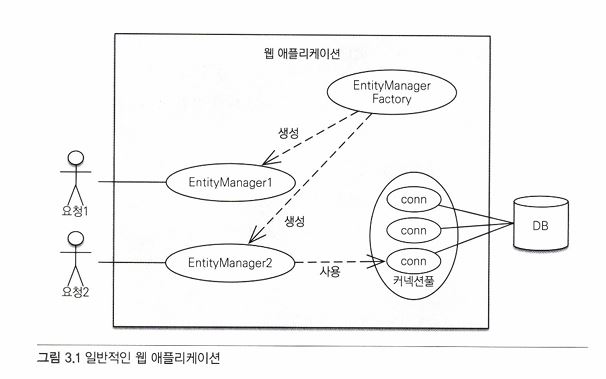 웹 애플리케이션
EntityManager
Factory
생성
EntityManager1
요청1
생성
conn
conn
conn
커넥션풀
DB
EntityManager2
사용
요청2
그림 3.1 일반적인 웹 애플리케이션